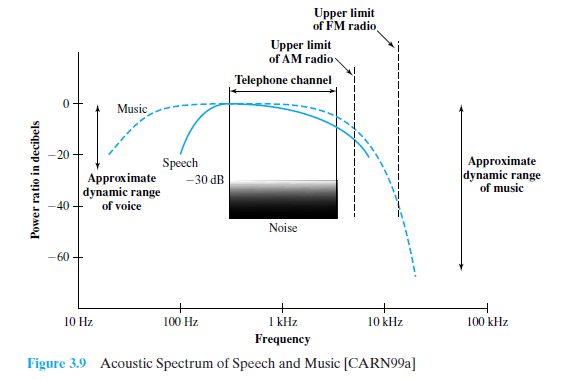 Upper limit
of FM radio
Upper limit
of AM radio
Telephone channel
Power ratio in decibels
0
−20
−40
−60
Music
Speech
Approximate
dynamic range
of voice
−30 dB
Noise
Approximate
dynamic range
of music
10 Hz
100 Hz
1 kHz
10 kHz
100 kHz
Frequency
Figure 3.9 Acoustic Spectrum of Speech and Music [CARN99a]